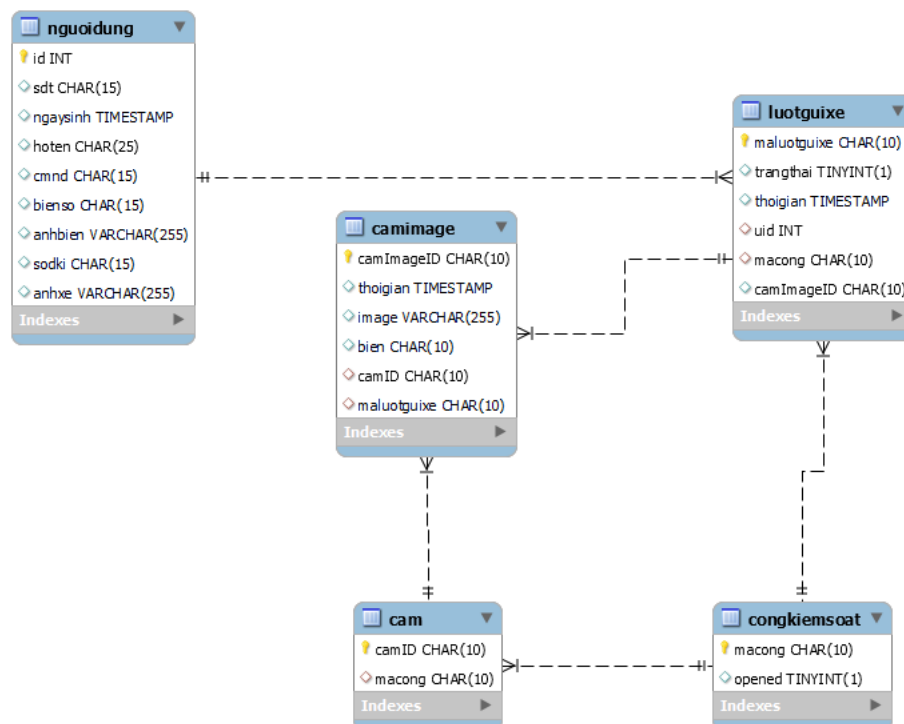 nguoidung
id INT
sdt CHAR(15)
ngaysinh TIMESTAMP
hoten CHAR(25)
cmnd CHAR(15)
bienso CHAR(15)
anhbien VARCHAR(255)
sodki CHAR(15)
anhxe VARCHAR(255)
Indexes
luotguixe
maluotguixe CHAR(10)
trangthai TINYINT(1)
thoigian TIMESTAMP
uid INT
macong CHAR(10)
camImageID CHAR(10)
Indexes
camimage
camImageID CHAR(10)
thoigian TIMESTAMP
image VARCHAR(255)
bien CHAR(10)
camID CHAR(10)
maluotguixe CHAR(10)
Indexes
cam
camID CHAR(10)
macong CHAR(10)
Indexes
congkiemsoat
macong CHAR(10)
opened TINYINT(1)
Indexes